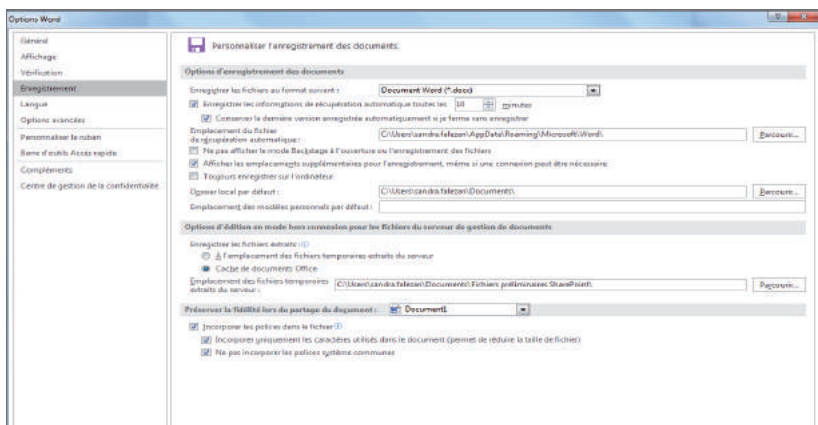 Options Word
Général
Affichage
Vérification
Enregistrement
Langue
Options avancées
Personnaliser le ruban
Barre d'outils Accès rapide
Compléments
Centre de gestion de la confidentialité
Personnaliser l'enregistrement des documents.
Options d'enregistrement des documents
Enregistrer les fichiers au format suivant : Document Word (*.docx)
Enregistrer les informations de récupération automatique toutes les 10 minutes
Conserver la dernière version enregistrée automatiquement si je ferme sans enregistrer
Emplacement du fichier
de récupération automatique : C:\Users\sandra.falezan\AppData\Roaming\Microsoft\Word\ Parcourir...
Ne pas afficher le mode Backstage à l'ouverture ou l'enregistrement des fichiers
Afficher les emplacements supplémentaires pour l'enregistrement, même si une connexion peut être nécessaire
Toujours enregistrer sur l'ordinateur
Dossier local par défaut : C:\Users\sandra.falezan\Documents\ Parcourir...
Emplacement des modèles personnels par défaut :
Options d'édition en mode hors connexion pour les fichiers du serveur de gestion de documents
Enregistrer les fichiers extraits :
À l'emplacement des fichiers temporaires extraits du serveur
Cache de documents Office
Emplacement des fichiers temporaires
extraits du serveur : C:\Users\sandra.falezan\Documents\Fichiers préliminaires SharePoint\ Parcourir...
Préserver la fidélité lors du partage du document : Document1
Incorporer les polices dans le fichier
Incorporer uniquement les caractères utilisés dans le document (permet de réduire la taille de fichier)
Ne pas incorporer les polices système communes